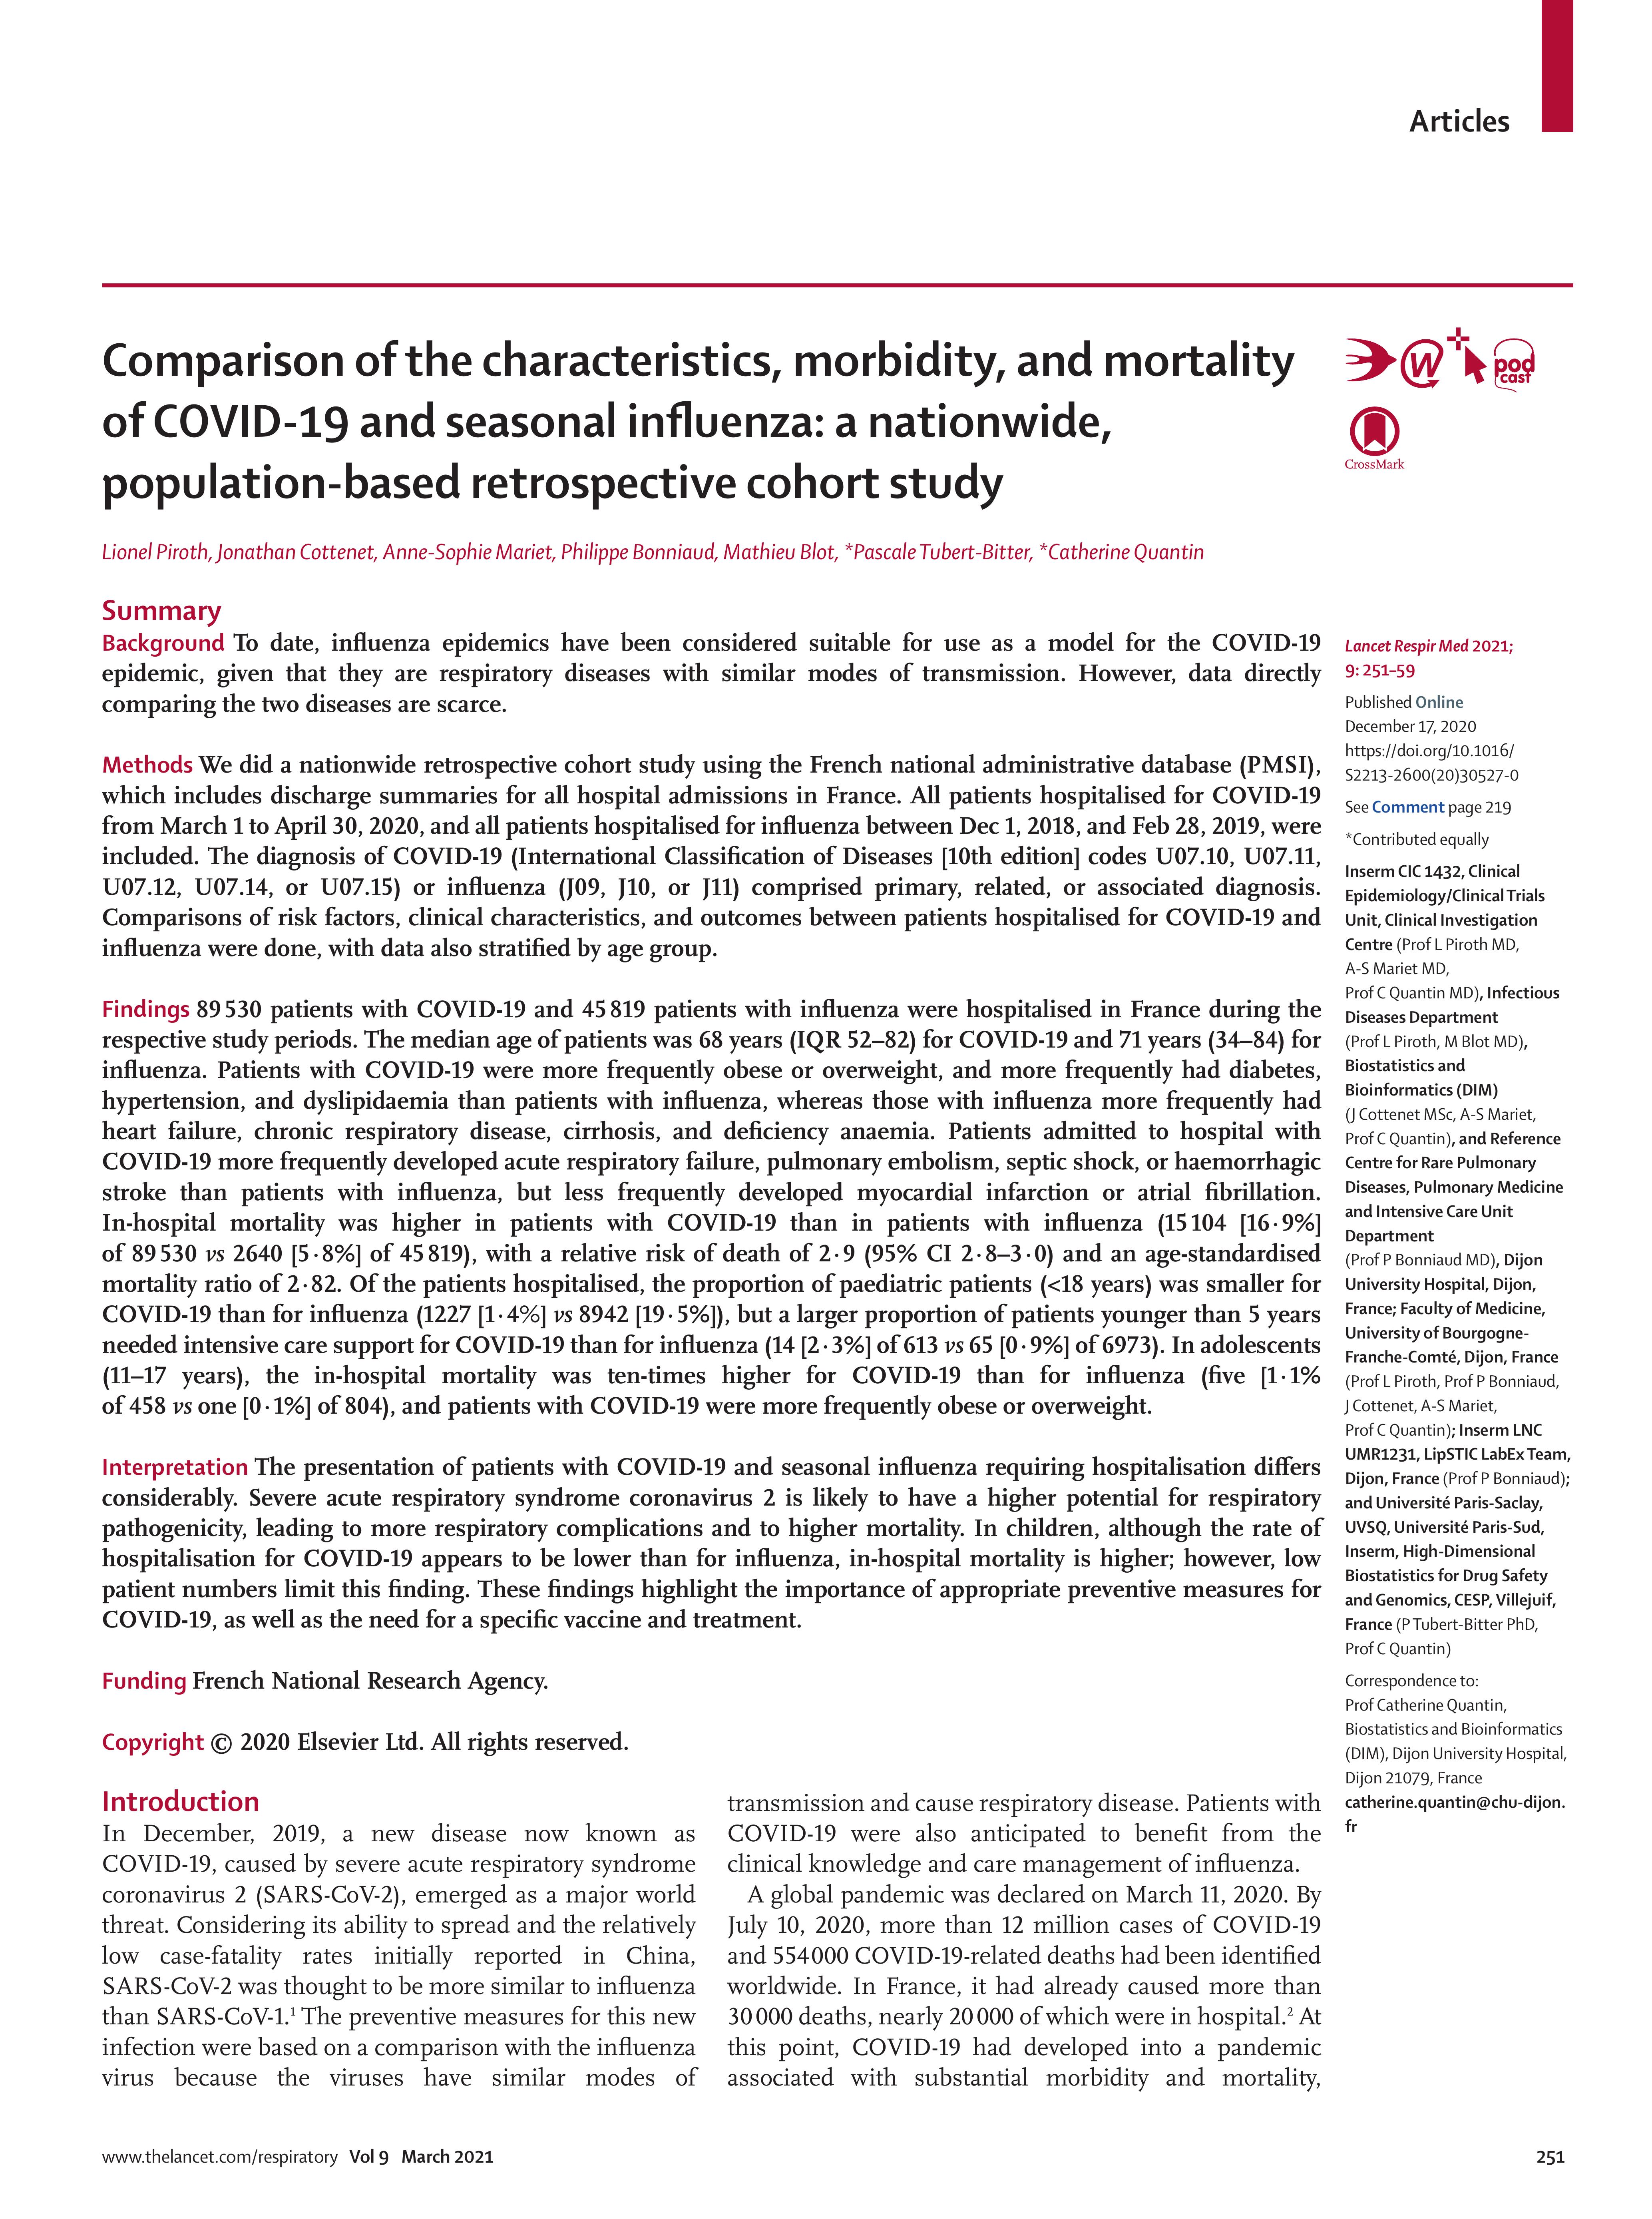 Articles
Comparison of the characteristics, morbidity, and mortality
of COVID-19 and seasonal influenza: a nationwide,
population-based retrospective cohort study
W
pod
cast
CrossMark
Lionel Piroth, Jonathan Cottenet, Anne-Sophie Mariet, Philippe Bonniaud, Mathieu Blot, *Pascale Tubert-Bitter, *Catherine Quantin
Summary
Background To date, influenza epidemics have been considered suitable for use as a model for the COVID-19
epidemic, given that they are respiratory diseases with similar modes of transmission. However, data directly
comparing the two diseases are scarce.
Methods We did a nationwide retrospective cohort study using the French national administrative database (PMSI),
which includes discharge summaries for all hospital admissions in France. All patients hospitalised for COVID-19
from March 1 to April 30, 2020, and all patients hospitalised for influenza between Dec 1, 2018, and Feb 28, 2019, were
included. The diagnosis of COVID-19 (International Classification of Diseases [10th edition] codes U07.10, U07.11,
U07.12, U07.14, or U07.15) or influenza (J09, J10, or J11) comprised primary, related, or associated diagnosis.
Comparisons of risk factors, clinical characteristics, and outcomes between patients hospitalised for COVID-19 and
influenza were done, with data also stratified by age group.
Findings 89 530 patients with COVID-19 and 45 819 patients with influenza were hospitalised in France during the
respective study periods. The median age of patients was 68 years (IQR 52–82) for COVID-19 and 71 years (34–84) for
influenza. Patients with COVID-19 were more frequently obese or overweight, and more frequently had diabetes,
hypertension, and dyslipidaemia than patients with influenza, whereas those with influenza more frequently had
heart failure, chronic respiratory disease, cirrhosis, and deficiency anaemia. Patients admitted to hospital with
COVID-19 more frequently developed acute respiratory failure, pulmonary embolism, septic shock, or haemorrhagic
stroke than patients with influenza, but less frequently developed myocardial infarction or atrial fibrillation.
In-hospital mortality was higher in patients with COVID-19 than in patients with influenza (15 104 [16·9%]
of 89 530 vs 2640 [5·8%] of 45 819), with a relative risk of death of 2·9 (95% CI 2·8–3·0) and an age-standardised
mortality ratio of 2·82. Of the patients hospitalised, the proportion of paediatric patients (<18 years) was smaller for
COVID-19 than for influenza (1227 [1·4%] vs 8942 [19·5%]), but a larger proportion of patients younger than 5 years
needed intensive care support for COVID-19 than for influenza (14 [2·3%] of 613 vs 65 [0·9%] of 6973). In adolescents
(11–17 years), the in-hospital mortality was ten-times higher for COVID-19 than for influenza (five [1·1%
of 458 vs one [0·1%] of 804), and patients with COVID-19 were more frequently obese or overweight.
Interpretation The presentation of patients with COVID-19 and seasonal influenza requiring hospitalisation differs
considerably. Severe acute respiratory syndrome coronavirus 2 is likely to have a higher potential for respiratory
pathogenicity, leading to more respiratory complications and to higher mortality. In children, although the rate of
hospitalisation for COVID-19 appears to be lower than for influenza, in-hospital mortality is higher; however, low
patient numbers limit this finding. These findings highlight the importance of appropriate preventive measures for
COVID-19, as well as the need for a specific vaccine and treatment.
Funding French National Research Agency.
Copyright © 2020 Elsevier Ltd. All rights reserved.
Introduction
In December, 2019, a new disease now known as
COVID-19, caused by severe acute respiratory syndrome
coronavirus 2 (SARS-CoV-2), emerged as a major world
threat. Considering its ability to spread and the relatively
low case-fatality rates initially reported in China,
SARS-CoV-2 was thought to be more similar to influenza
than SARS-CoV-1.1 The preventive measures for this new
infection were based on a comparison with the influenza
virus because the viruses have similar modes of
transmission and cause respiratory disease. Patients with
COVID-19 were also anticipated to benefit from the
clinical knowledge and care management of influenza.
A global pandemic was declared on March 11, 2020. By
July 10, 2020, more than 12 million cases of COVID-19
and 554 000 COVID-19-related deaths had been identified
worldwide. In France, it had already caused more than
30 000 deaths, nearly 20 000 of which were in hospital.2 At
this point, COVID-19 had developed into a pandemic
associated with substantial morbidity and mortality,
Lancet Respir Med 2021;
9: 251–59
Published Online
December 17, 2020
https://doi.org/10.1016/
S2213-2600(20)30527-0
See Comment page 219
*Contributed equally
Inserm CIC 1432, Clinical
Epidemiology/Clinical Trials
Unit, Clinical Investigation
Centre (Prof L Piroth MD,
A-S Mariet MD,
Prof C Quantin MD), Infectious
Diseases Department
(Prof L Piroth, M Blot MD),
Biostatistics and
Bioinformatics (DIM)
(J Cottenet MSc, A-S Mariet,
Prof C Quantin), and Reference
Centre for Rare Pulmonary
Diseases, Pulmonary Medicine
and Intensive Care Unit
Department
(Prof P Bonniaud MD), Dijon
University Hospital, Dijon,
France; Faculty of Medicine,
University of Bourgogne-
Franche-Comté, Dijon, France
(Prof L Piroth, Prof P Bonniaud,
J Cottenet, A-S Mariet,
Prof C Quantin); Inserm LNC
UMR1231, LipSTIC LabEx Team,
Dijon, France (Prof P Bonniaud);
and Université Paris-Saclay,
UVSQ, Université Paris-Sud,
Inserm, High-Dimensional
Biostatistics for Drug Safety
and Genomics, CESP, Villejuif,
France (P Tubert-Bitter PhD,
Prof C Quantin)
Correspondence to:
Prof Catherine Quantin,
Biostatistics and Bioinformatics
(DIM), Dijon University Hospital,
Dijon 21079, France
catherine.quantin@chu-dijon.
fr
www.thelancet.com/respiratory Vol 9 March 2021
251